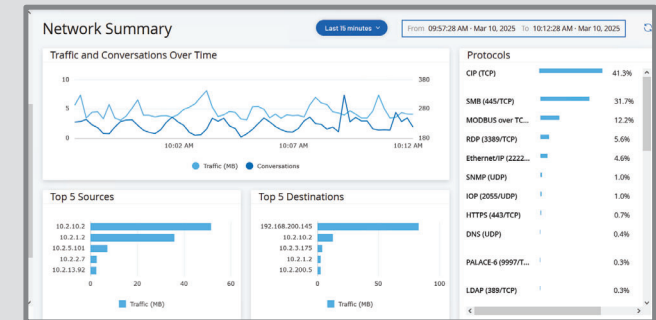 Network Summary
Last 15 minutes
From 09:57:28 AM - Mar 10, 2025 To 10:12:28 AM - Mar 10, 2025
Traffic and Conversations Over Time
10
5
0
380
280
180
10:02 AM
10:07 AM
10:12 AM
Traffic (MB)
Conversations
Top 5 Sources
10.2.10.2
10.2.1.2
10.2.5.101
10.2.2.7
10.2.13.92
0
20
40
60
Traffic (MB)
Top 5 Destinations
192.168.200.145
10.2.10.2
10.2.3.175
10.2.1.2
10.2.200.5
0
50
100
Traffic (MB)
Protocols
CIP (TCP) 41.3%
SMB (445/TCP) 31.7%
MODBUS over TC... 12.2%
RDP (3389/TCP) 5.6%
Ethernet/IP (2222... 4.6%
SNMP (UDP) 1.0%
IOP (2055/UDP) 1.0%
HTTPS (443/TCP) 0.7%
DNS (UDP) 0.4%
PALACE-6 (9997/T... 0.3%
LDAP (389/TCP) 0.3%